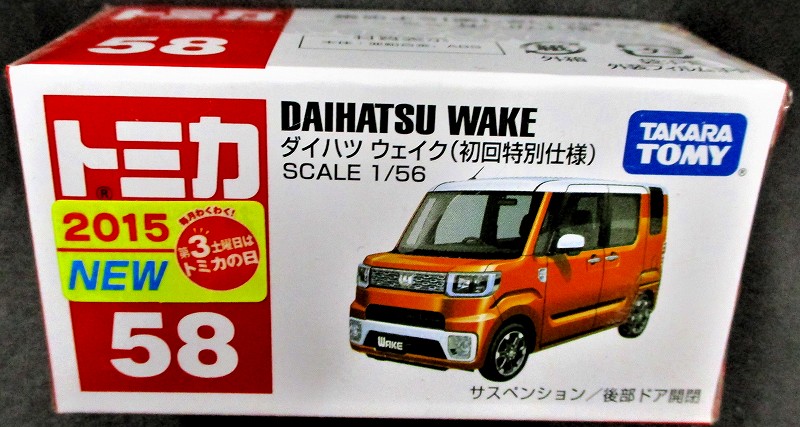 トミカ
58
トミカ
®
2015
NEW
毎月わくわく!
第3土曜日は
トミカの日
58
DAIHATSU WAKE
ダイハツ ウェイク(初回特別仕様)
SCALE 1/56
TAKARA
TOMY
®
WAKE
サスペンション/後部ドア開閉